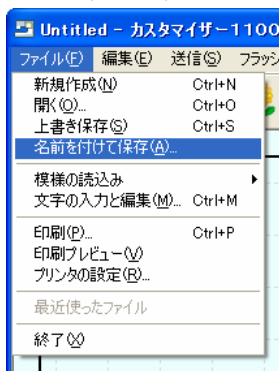 Untitled - カスタマイザー1100
ファイル(F) 編集(E) 送信(S) フラッシ
新規作成(N) Ctrl+N
開く(O)... Ctrl+O
上書き保存(S) Ctrl+S
名前を付けて保存(A)...
模様の読込み
文字の入力と編集(M)... Ctrl+M
印刷(P)... Ctrl+P
印刷プレビュー(V)
プリンタの設定(R)...
最近使ったファイル
終了(X)